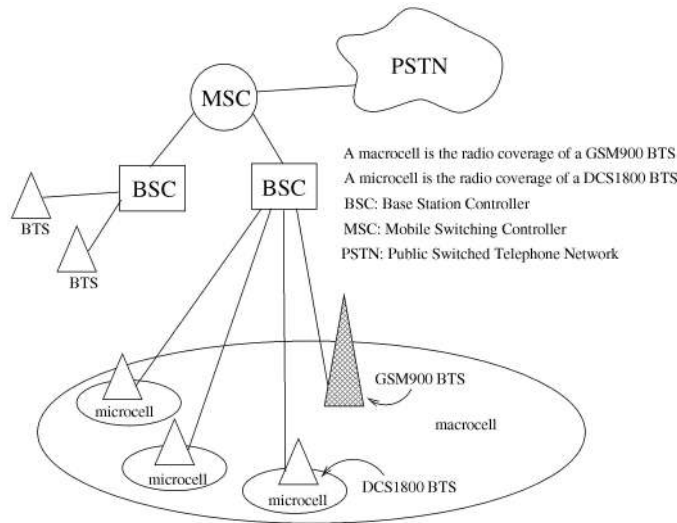 PSTN
MSC
A macrocell is the radio coverage of a GSM900 BTS
A microcell is the radio coverage of a DCS1800 BTS
BSC
BSC
BSC: Base Station Controller
BTS
MSC: Mobile Switching Controller
PSTN: Public Switched Telephone Network
BTS
GSM900 BTS
microcell
macrocell
microcell
DCS1800 BTS
microcell